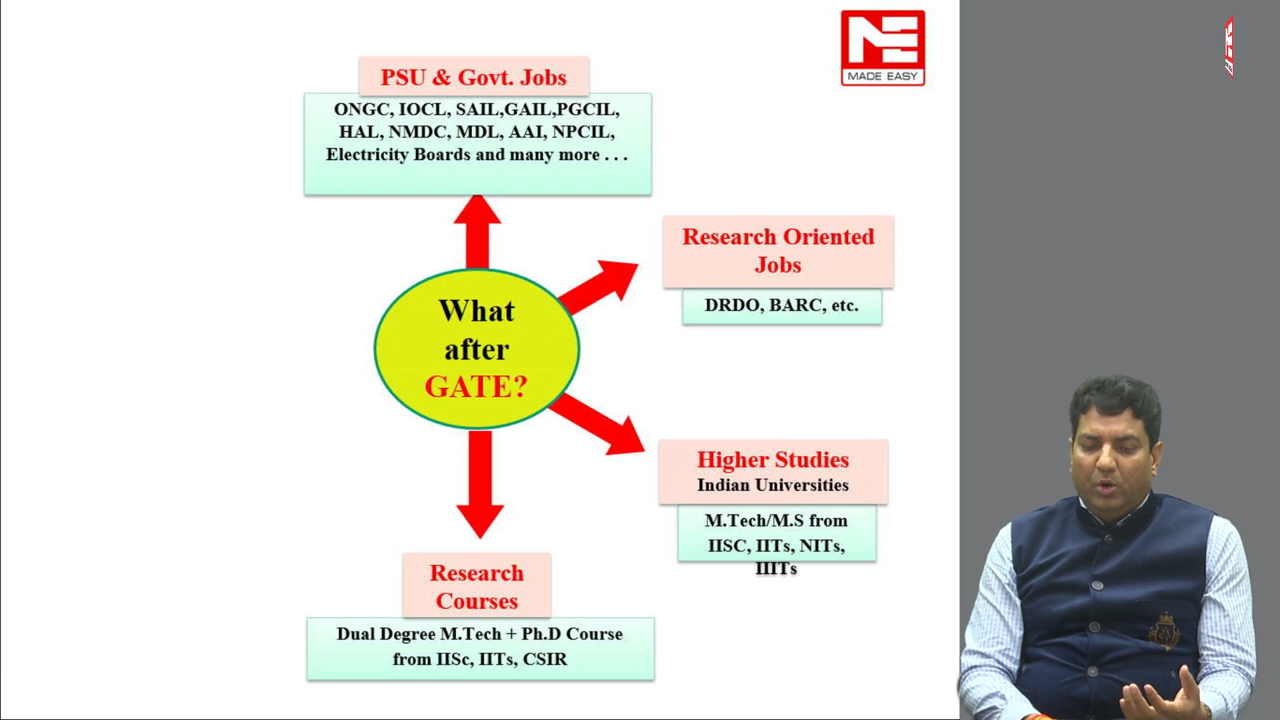 MADE EASY
PSU & Govt. Jobs
ONGC, IOCL, SAIL,GAIL,PGCIL,
HAL, NMDC, MDL, AAI, NPCIL,
Electricity Boards and many more . . .
Research Oriented
Jobs
DRDO, BARC, etc.
What
after
GATE?
Higher Studies
Indian Universities
M.Tech/M.S from
IISC, IITs, NITs,
IIITs
Research
Courses
Dual Degree M.Tech + Ph.D Course
from IISc, IITs, CSIR